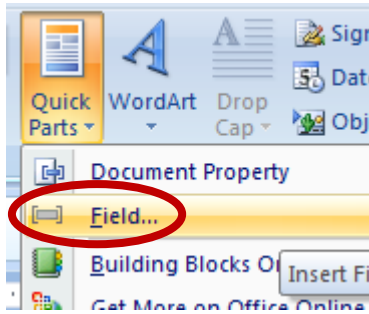 Sign
Quick WordArt Drop Dat
Parts Cap Obj
Document Property
Field...
Building Blocks O Insert Fi
Get More on Office Online